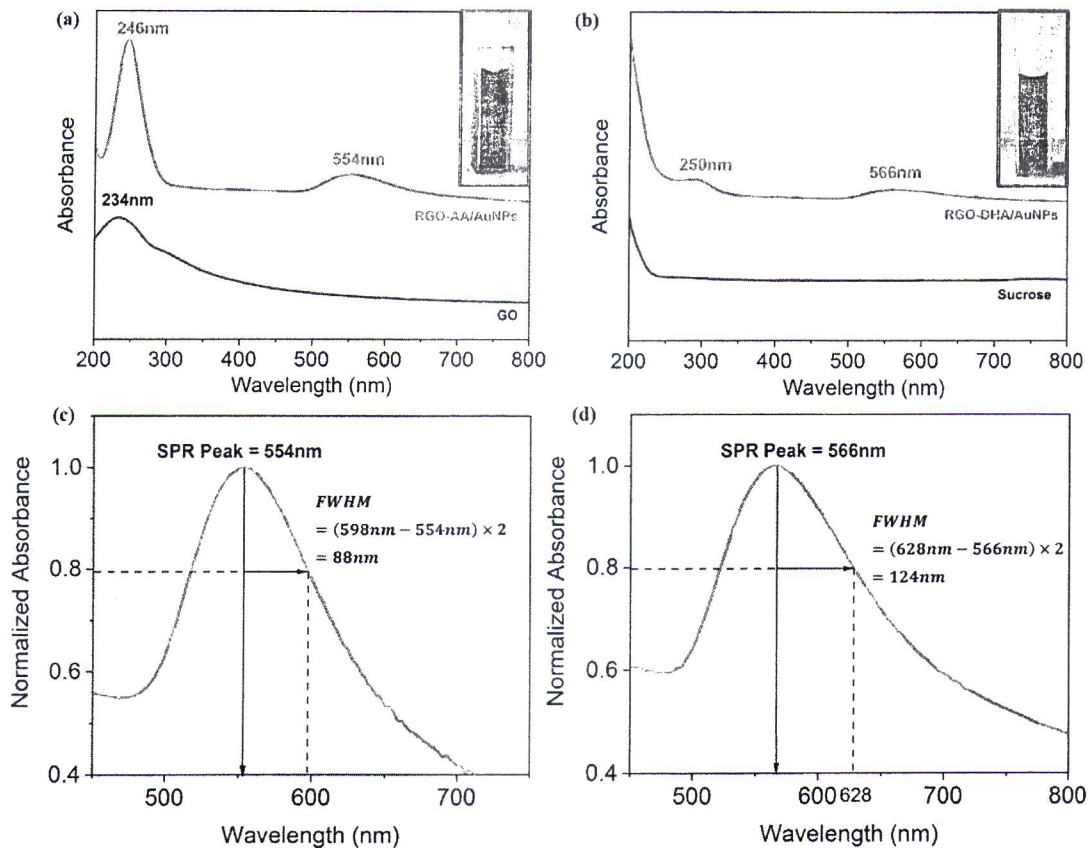 (a)
246nm
554nm
234nm
RGO-AA/AuNPs
GO
Absorbance
200 300 400 500 600 700 800
Wavelength (nm)
(b)
250nm
566nm
RGO-DHA/AuNPs
Sucrose
Absorbance
200 300 400 500 600 700 800
Wavelength (nm)
(c)
SPR Peak = 554nm
FWHM
= (598nm − 554nm) × 2
= 88nm
1.0
0.8
0.6
0.4
Normalized Absorbance
500 600 700
Wavelength (nm)
(d)
SPR Peak = 566nm
FWHM
= (628nm − 566nm) × 2
= 124nm
1.0
0.8
0.6
0.4
Normalized Absorbance
500 600 628 700 800
Wavelength (nm)